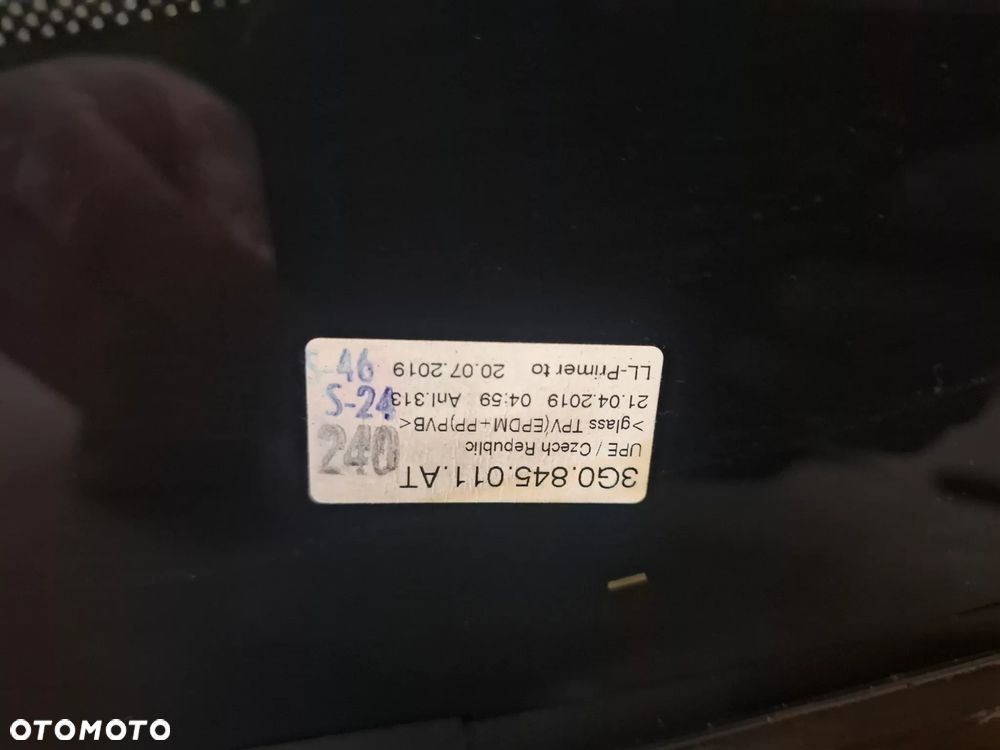 3G0.845.011.AT
UPE / Czech Republic
>glass TPV(EPDM+PP)PVB<
21.04.2019 04:59 Anl.313
LL-Primer to 20.07.2019
S-46
S-24
240
OTOMOTO